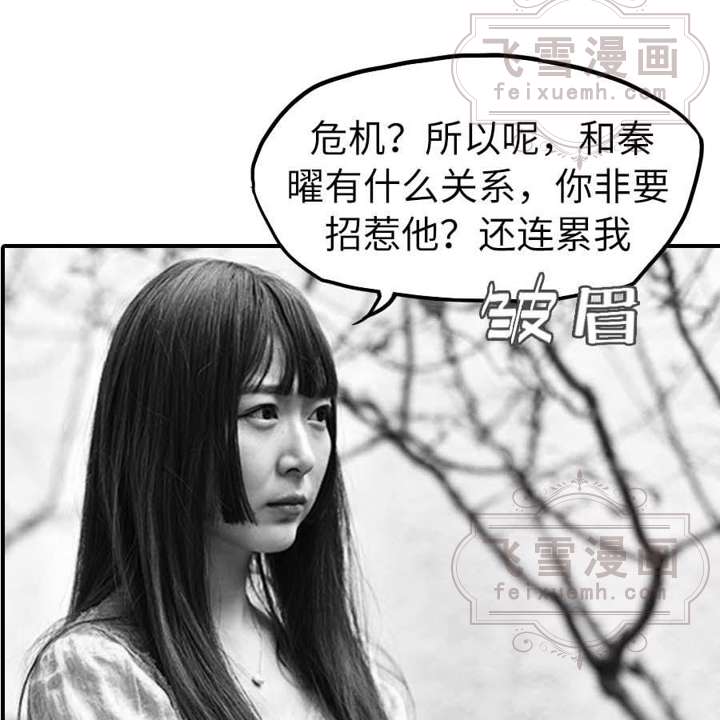 飞雪漫画
feixuemh.com
危机？所以呢，和秦
曜有什么关系，你非要
招惹他？还连累我
皱眉
飞雪漫画
feixuemh.com